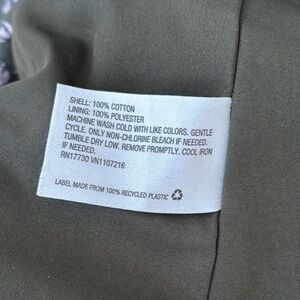 SHELL: 100% COTTON
LINING: 100% POLYESTER
MACHINE WASH COLD WITH LIKE COLORS. GENTLE
CYCLE. ONLY NON-CHLORINE BLEACH IF NEEDED.
TUMBLE DRY LOW. REMOVE PROMPTLY. COOL IRON
IF NEEDED.
RN17730 VN1107216
LABEL MADE FROM 100% RECYCLED PLASTIC